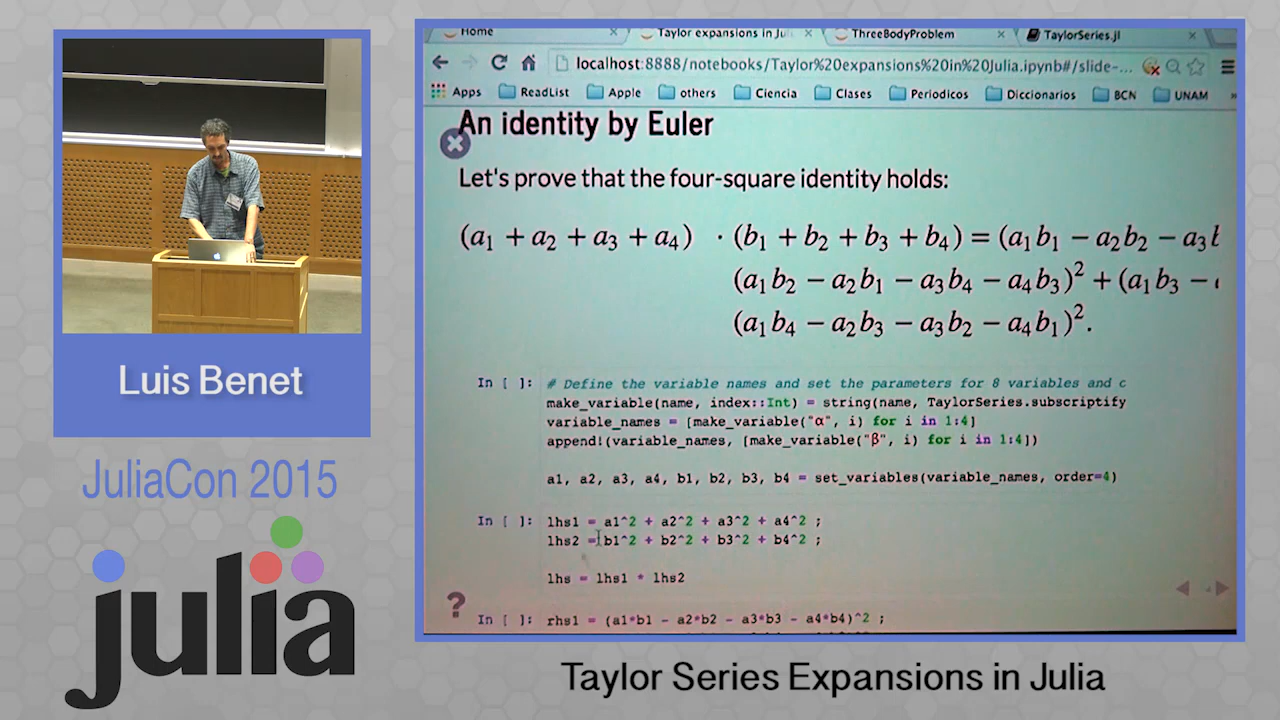 Home
Taylor expansions in Jul
ThreeBodyProblem
TaylorSeries.jl
localhost:8888/notebooks/Taylor%20expansions%20in%20Julia.ipynb#/slide-...
Apps ReadList Apple others Ciencia Clases Periodicos Diccionarios BCN UNAM »
An identity by Euler
Let's prove that the four-square identity holds:
(a₁ + a₂ + a₃ + a₄) · (b₁ + b₂ + b₃ + b₄) = (a₁b₁ − a₂b₂ − a₃b
(a₁b₂ − a₂b₁ − a₃b₄ − a₄b₃)² + (a₁b₃ −
(a₁b₄ − a₂b₃ − a₃b₂ − a₄b₁)².
In [ ]: # Define the variable names and set the parameters for 8 variables and c
make_variable(name, index::Int) = string(name, TaylorSeries.subscriptify
variable_names = [make_variable("α", i) for i in 1:4]
append!(variable_names, [make_variable("β", i) for i in 1:4])
a1, a2, a3, a4, b1, b2, b3, b4 = set_variables(variable_names, order=4)
In [ ]: lhs1 = a1^2 + a2^2 + a3^2 + a4^2 ;
lhs2 = b1^2 + b2^2 + b3^2 + b4^2 ;
lhs = lhs1 * lhs2
?
In [ ]: rhs1 = (a1*b1 - a2*b2 - a3*b3 - a4*b4)^2 ;
Luis Benet
JuliaCon 2015
julia
Taylor Series Expansions in Julia